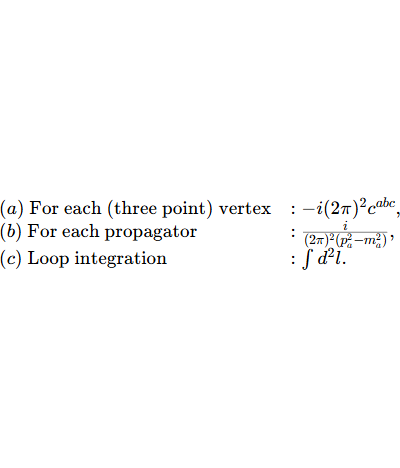 (a) For each (three point) vertex : $-i(2\pi)^2 c^{abc}$,
(b) For each propagator : $\frac{i}{(2\pi)^2(p_a^2-m_a^2)}$,
(c) Loop integration : $\int d^2l$.